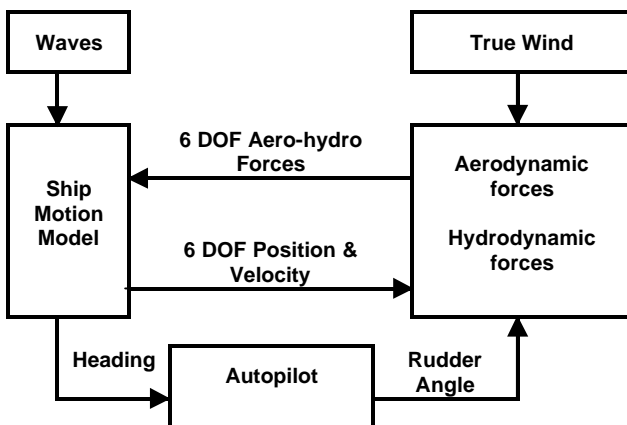 Waves
True Wind
6 DOF Aero-hydro
Forces
Ship
Motion
Model
Aerodynamic
forces
Hydrodynamic
forces
6 DOF Position &
Velocity
Heading
Autopilot
Rudder
Angle